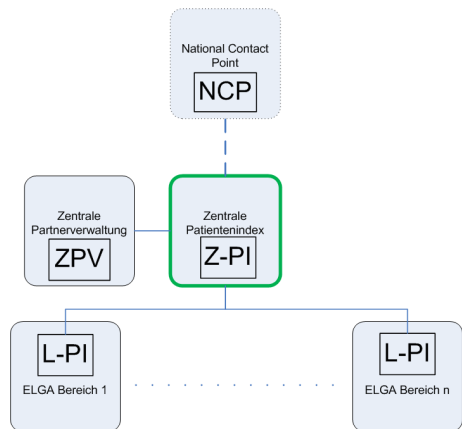 National Contact
Point
NCP
Zentrale
Partnerverwaltung
ZPV
Zentrale
Patientenindex
Z-PI
L-PI
ELGA Bereich 1
L-PI
ELGA Bereich n